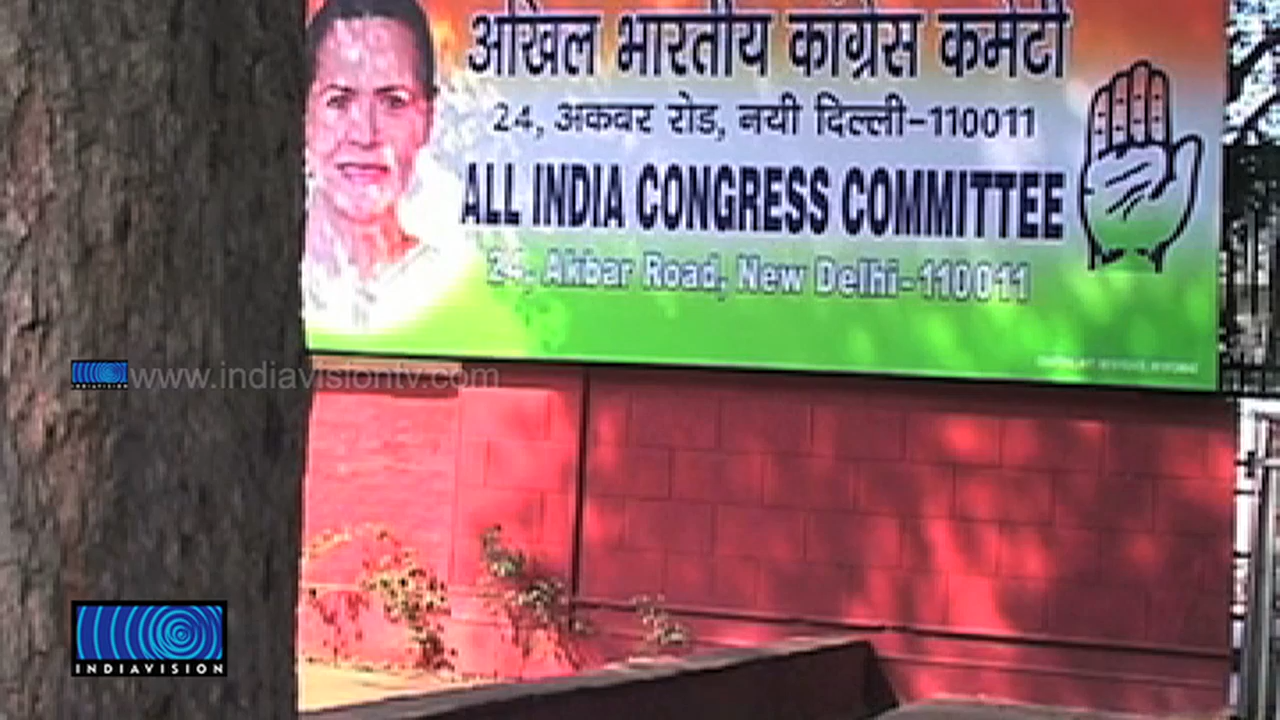 अखिल भारतीय कांग्रेस कमेटी
24, अकबर रोड, नयी दिल्ली-110011
ALL INDIA CONGRESS COMMITTEE
24, Akbar Road, New Delhi-110011
www.indiavisiontv.com
INDIAVISION